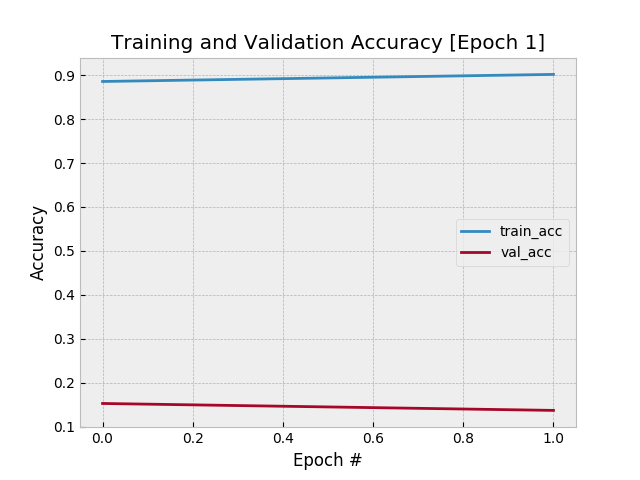 Training and Validation Accuracy [Epoch 1]
Accuracy
0.9
0.8
0.7
0.6
0.5
0.4
0.3
0.2
0.1
train_acc
val_acc
0.0 0.2 0.4 0.6 0.8 1.0
Epoch #